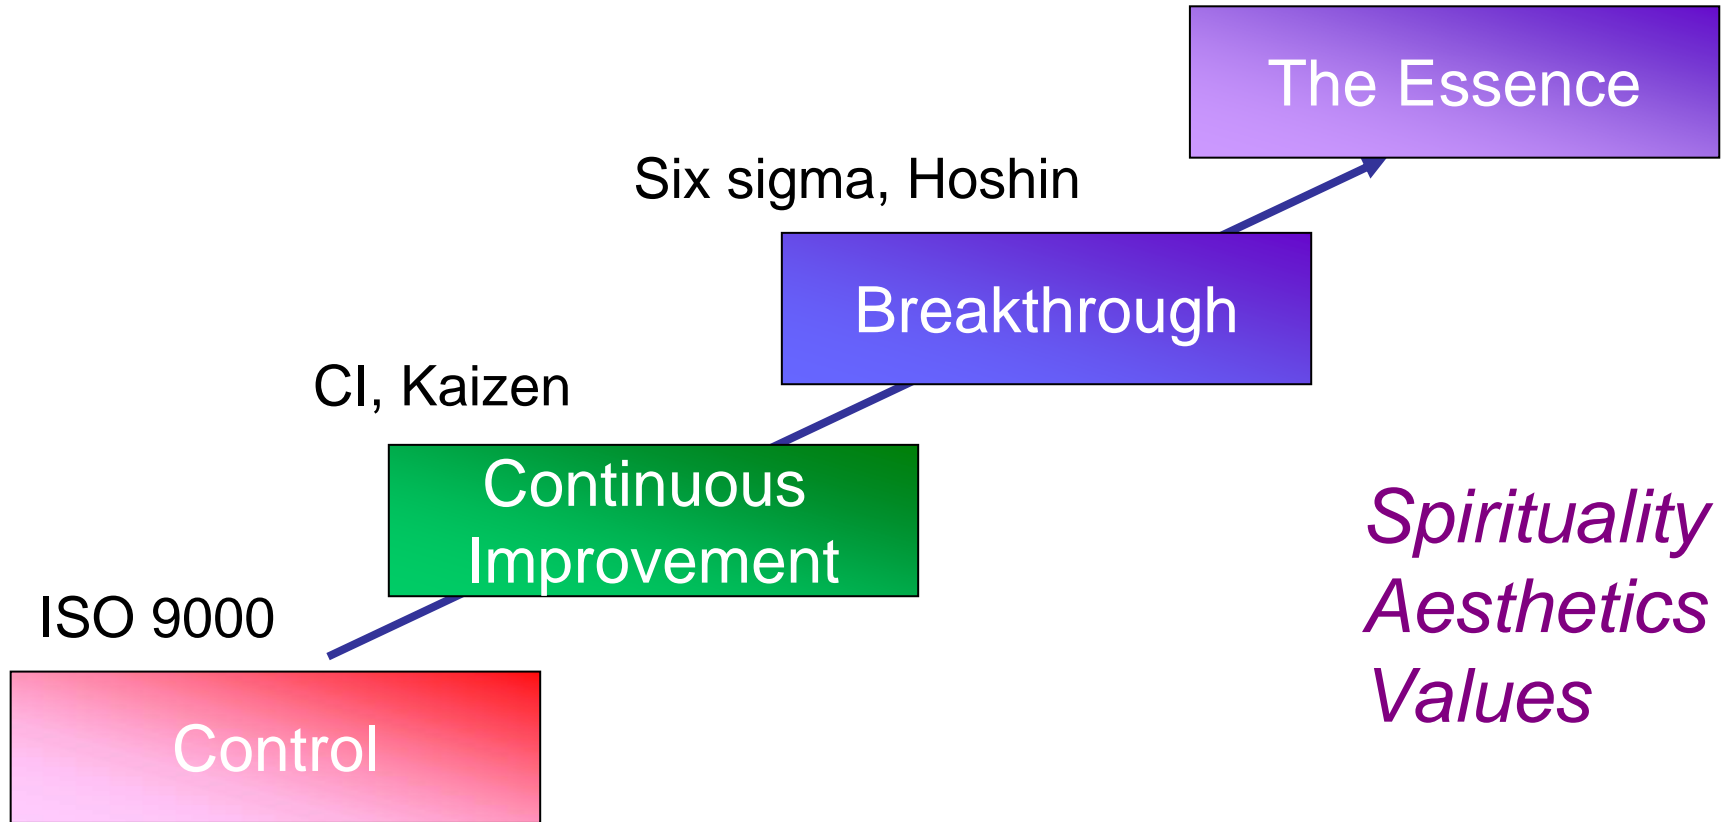 The Essence
Six sigma, Hoshin
Breakthrough
CI, Kaizen
Continuous
Improvement
Spirituality
Aesthetics
Values
ISO 9000
Control